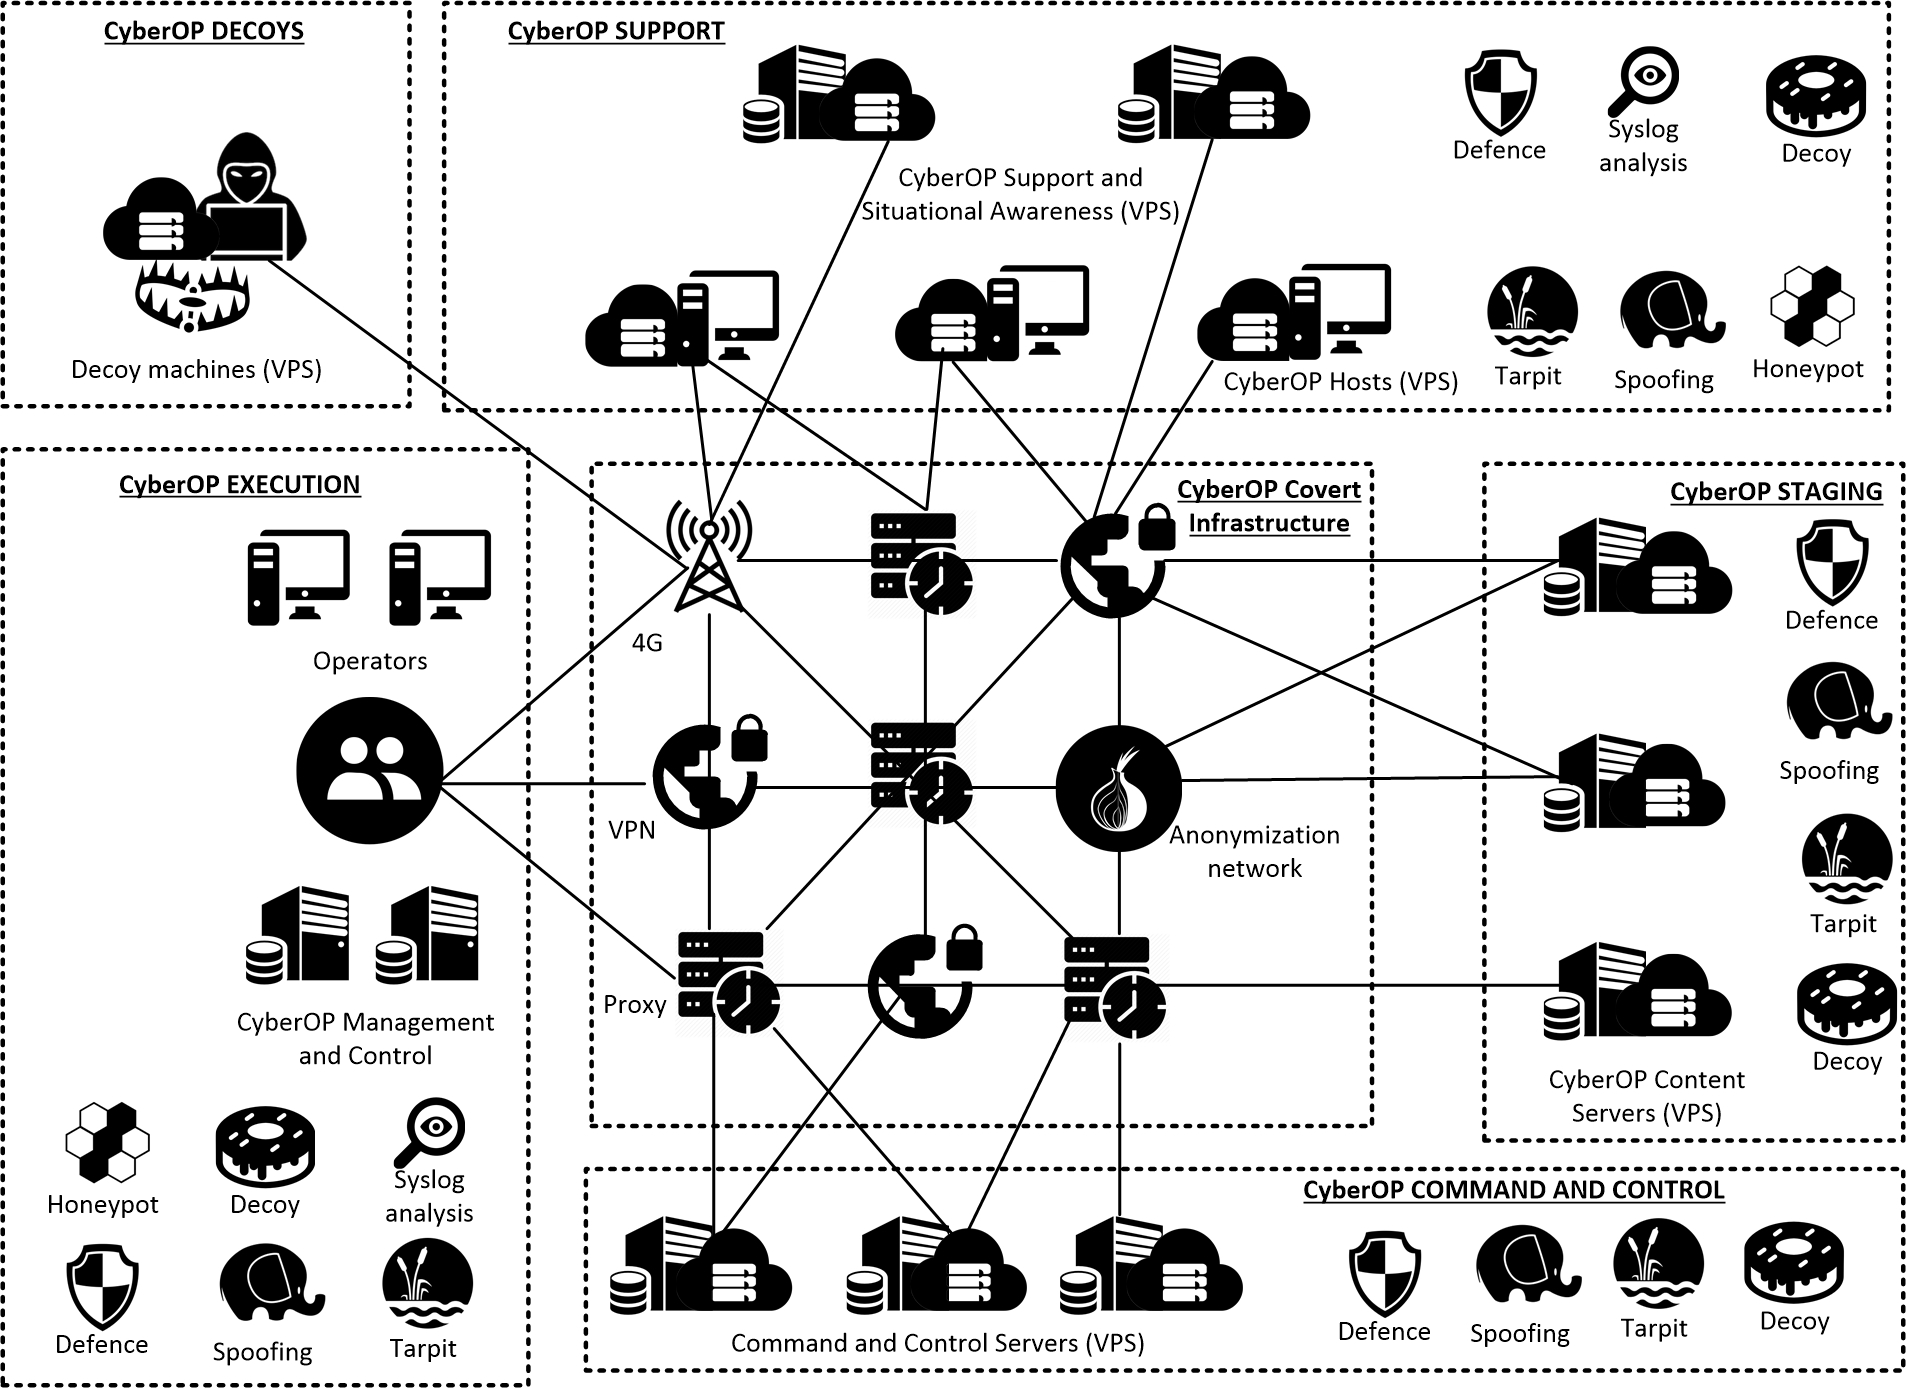 CyberOP DECOYS
Decoy machines (VPS)
CyberOP SUPPORT
CyberOP Support and
Situational Awareness (VPS)
Defence
Syslog
analysis
Decoy
CyberOP Hosts (VPS)
Tarpit
Spoofing
Honeypot
CyberOP EXECUTION
Operators
CyberOP Management
and Control
Honeypot
Decoy
Syslog
analysis
Defence
Spoofing
Tarpit
CyberOP Covert
Infrastructure
4G
VPN
Anonymization
network
Proxy
CyberOP STAGING
Defence
Spoofing
Tarpit
Decoy
CyberOP Content
Servers (VPS)
CyberOP COMMAND AND CONTROL
Command and Control Servers (VPS)
Defence
Spoofing
Tarpit
Decoy